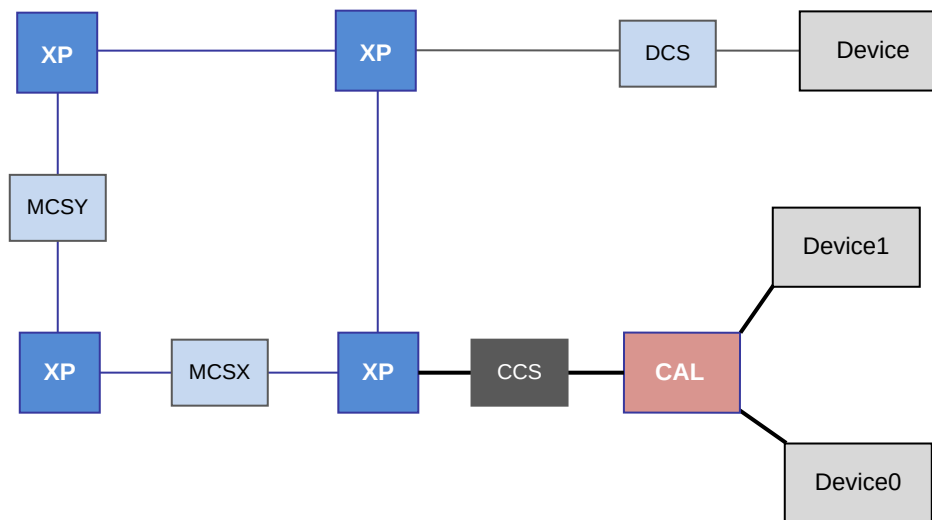 XP
XP
DCS
Device
MCSY
Device1
XP
MCSX
XP
CCS
CAL
Device0